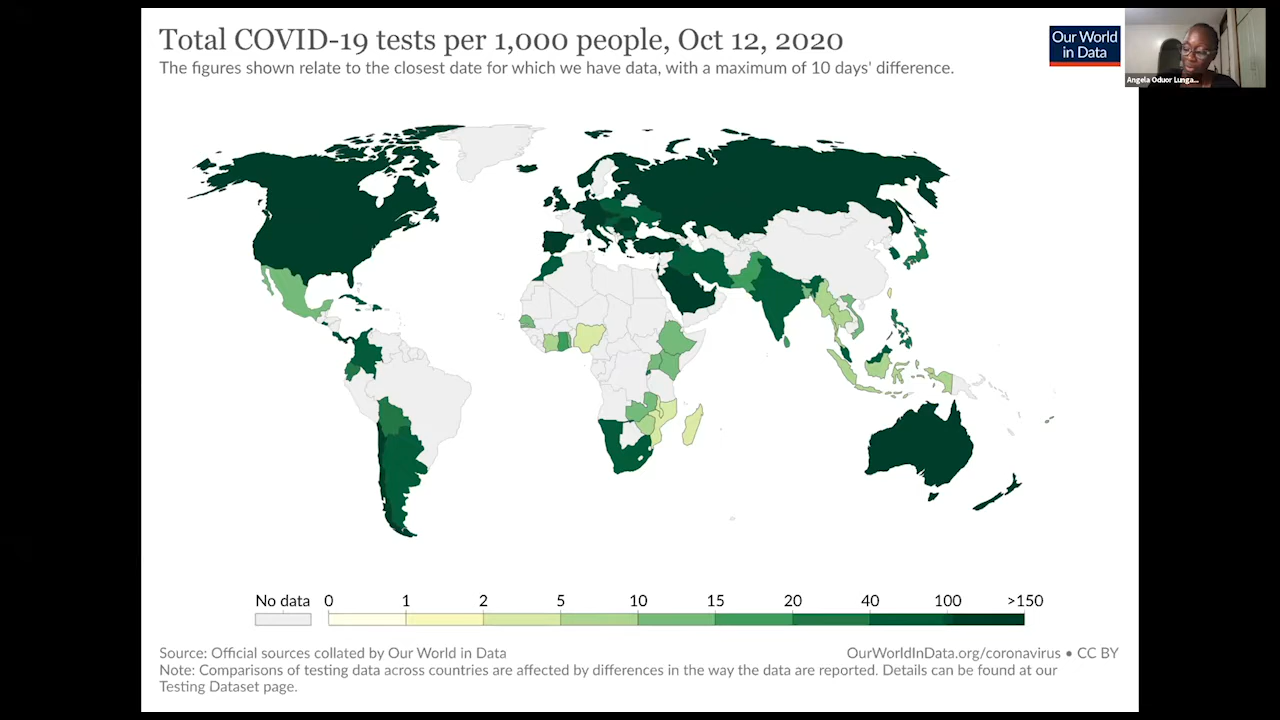 Total COVID-19 tests per 1,000 people, Oct 12, 2020
The figures shown relate to the closest date for which we have data, with a maximum of 10 days' difference.
Our World
in Data
Angela Oduor Lunga...
No data 0 1 2 5 10 15 20 40 100 >150
Source: Official sources collated by Our World in Data
OurWorldInData.org/coronavirus • CC BY
Note: Comparisons of testing data across countries are affected by differences in the way the data are reported. Details can be found at our
Testing Dataset page.